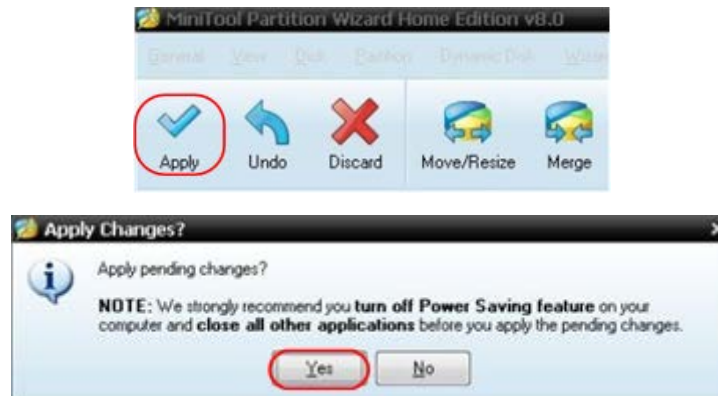 MiniTool Partition Wizard Home Edition v8.0
General View Disk Partition Dynamic Disk
Apply Undo Discard Move/Resize Merge
Apply Changes?
Apply pending changes?
NOTE: We strongly recommend you turn off Power Saving feature on your
computer and close all other applications before you apply the pending changes.
Yes No